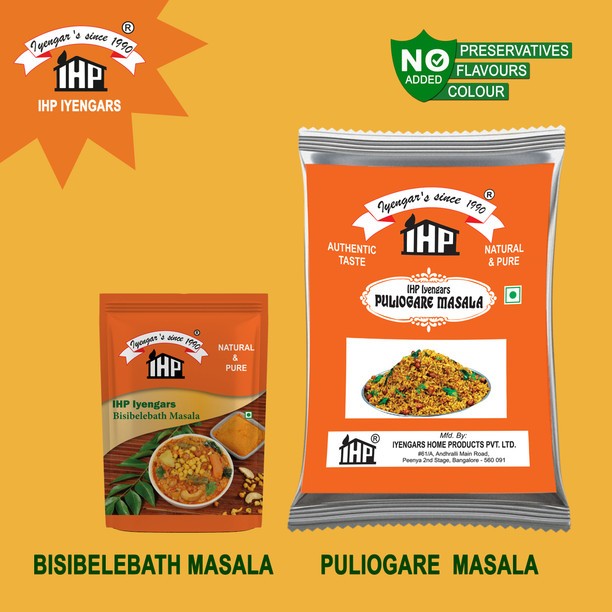 Iyengar's since 1990
®
IHP
IHP IYENGARS
NO
ADDED
PRESERVATIVES
FLAVOURS
COLOUR
Iyengar's since 1990
®
IHP
NATURAL
& PURE
IHP Iyengars
Bisibelebath Masala
Iyengar's since 1990
®
IHP
AUTHENTIC
TASTE
NATURAL
& PURE
IHP Iyengars
PULIOGARE MASALA
IHP
®
Mfd. By:
IYENGARS HOME PRODUCTS PVT. LTD.
#61/A, Andhralli Main Road,
Peenya 2nd Stage, Bangalore - 560 091
BISIBELEBATH MASALA
PULIOGARE MASALA